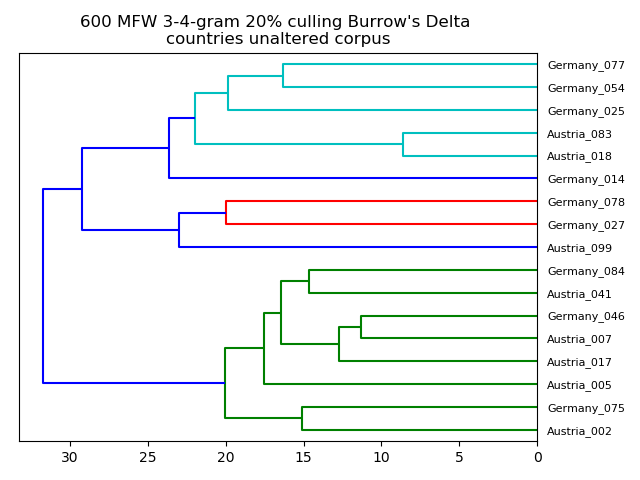 600 MFW 3-4-gram 20% culling Burrow's Delta
countries unaltered corpus
Germany_077
Germany_054
Germany_025
Austria_083
Austria_018
Germany_014
Germany_078
Germany_027
Austria_099
Germany_084
Austria_041
Germany_046
Austria_007
Austria_017
Austria_005
Germany_075
Austria_002
30 25 20 15 10 5 0